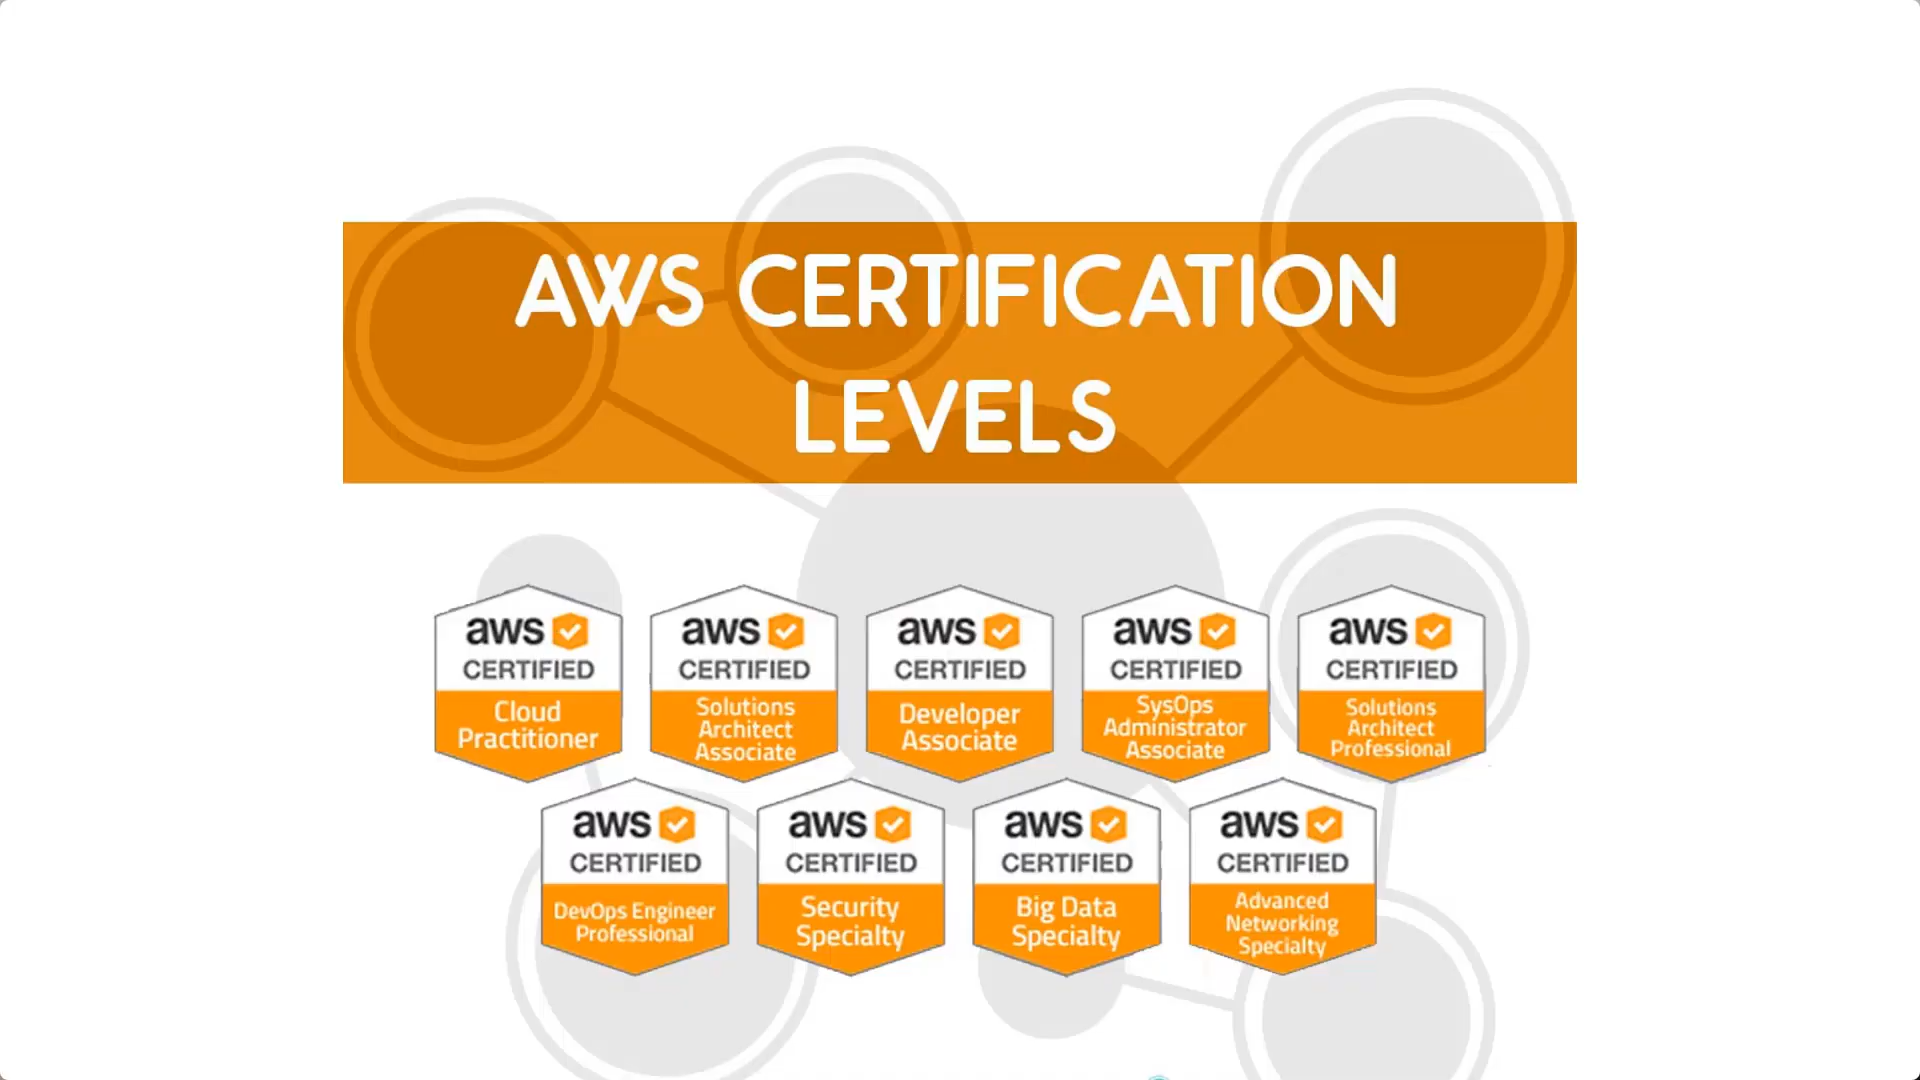 AWS CERTIFICATION
LEVELS
aws
CERTIFIED
Cloud
Practitioner
aws
CERTIFIED
Solutions
Architect
Associate
aws
CERTIFIED
Developer
Associate
aws
CERTIFIED
SysOps
Administrator
Associate
aws
CERTIFIED
Solutions
Architect
Professional
aws
CERTIFIED
DevOps Engineer
Professional
aws
CERTIFIED
Security
Specialty
aws
CERTIFIED
Big Data
Specialty
aws
CERTIFIED
Advanced
Networking
Specialty